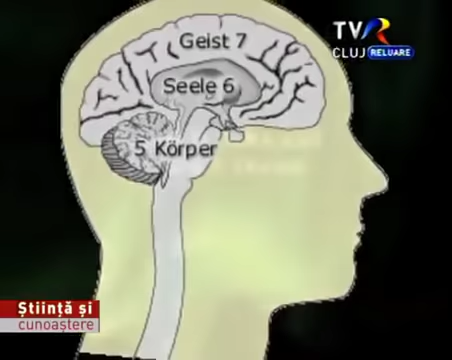 Geist 7
TVR
CLUJ RELUARE
Seele 6
5 Körper
Știință și
cunoaștere